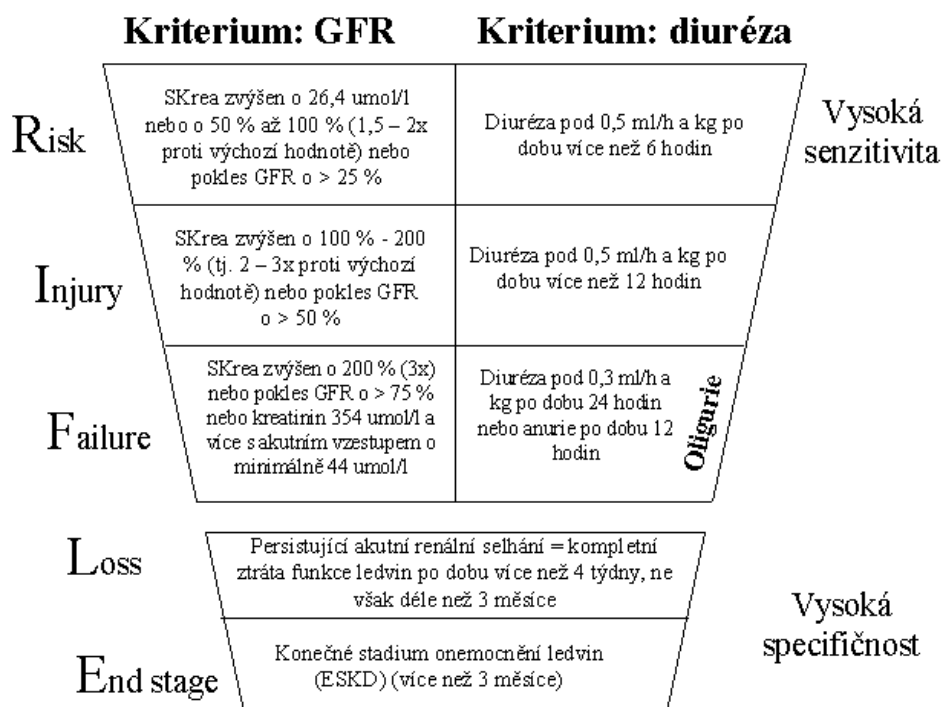 Kriterium: GFR
Kriterium: diuréza
Risk
SKrea zvýšen o 26,4 umol/l
nebo o 50 % až 100 % (1,5 – 2x
proti výchozí hodnotě) nebo
pokles GFR o > 25 %
Diuréza pod 0,5 ml/h a kg po
dobu více než 6 hodin
Vysoká
senzitivita
Injury
SKrea zvýšen o 100 % - 200
% (tj. 2 – 3x proti výchozí
hodnotě) nebo pokles GFR
o > 50 %
Diuréza pod 0,5 ml/h a kg po
dobu více než 12 hodin
Failure
SKrea zvýšen o 200 % (3x)
nebo pokles GFR o > 75 %
nebo kreatinin 354 umol/l a
více s akutním vzestupem o
minimálně 44 umol/l
Diuréza pod 0,3 ml/h a
kg po dobu 24 hodin
nebo anurie po dobu 12
hodin
Oligurie
Loss
Persistující akutní renální selhání = kompletní
ztráta funkce ledvin po dobu více než 4 týdny, ne
však déle než 3 měsíce
Vysoká
specifičnost
End stage
Konečné stadium onemocnění ledvin
(ESKD) (více než 3 měsíce)